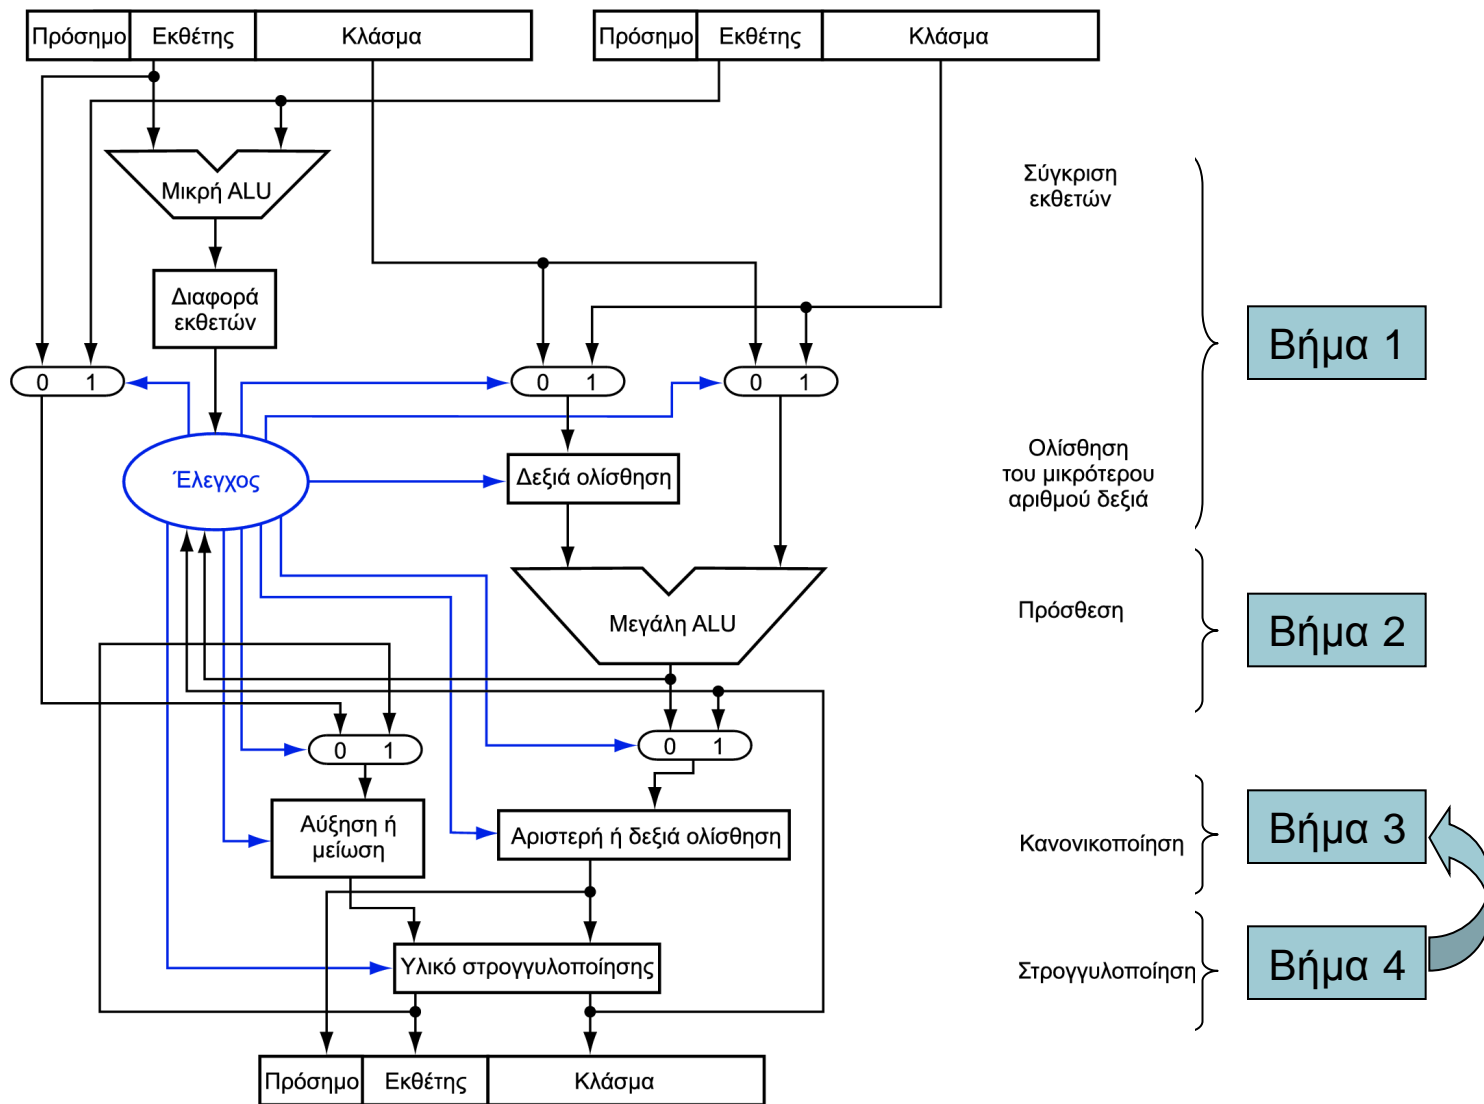 Πρόσημο Εκθέτης Κλάσμα Πρόσημο Εκθέτης Κλάσμα
Μικρή ALU
Σύγκριση
εκθετών
Διαφορά
εκθετών
Βήμα 1
0 1 0 1 0 1
Έλεγχος
Δεξιά ολίσθηση
Ολίσθηση
του μικρότερου
αριθμού δεξιά
Μεγάλη ALU
Πρόσθεση
Βήμα 2
0 1 0 1
Αύξηση ή
μείωση
Αριστερή ή δεξιά ολίσθηση
Κανονικοποίηση
Βήμα 3
Υλικό στρογγυλοποίησης
Στρογγυλοποίηση
Βήμα 4
Πρόσημο Εκθέτης Κλάσμα